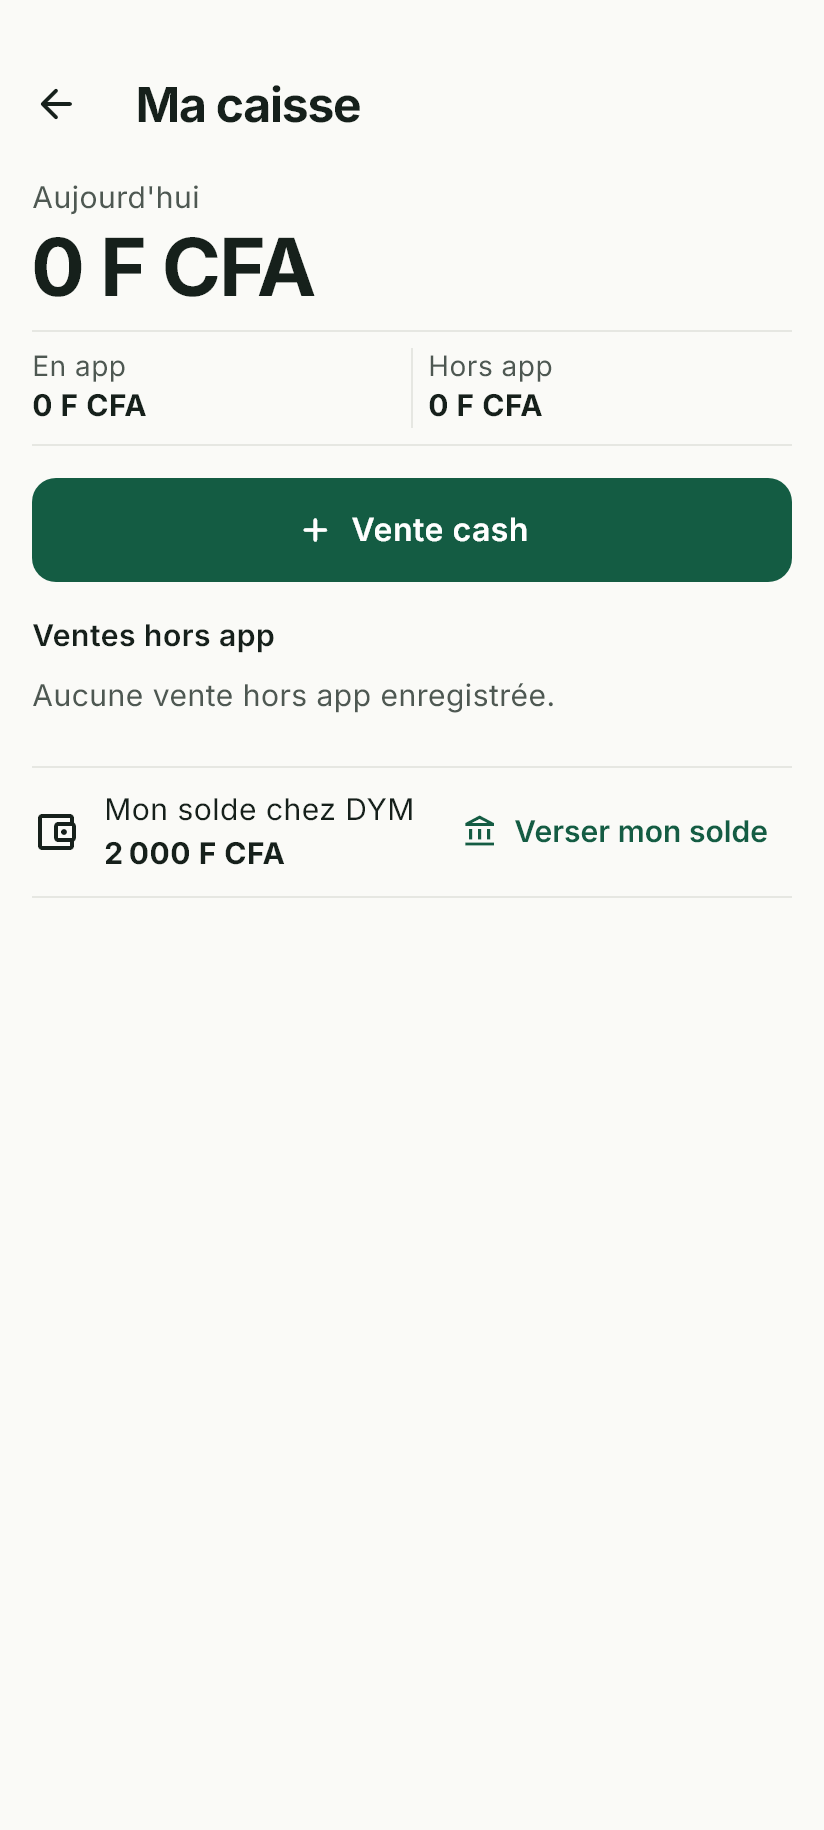 Ma caisse
Aujourd'hui
0 F CFA
En app
0 F CFA
Hors app
0 F CFA
+ Vente cash
Ventes hors app
Aucune vente hors app enregistrée.
Mon solde chez DYM
2 000 F CFA
Verser mon solde